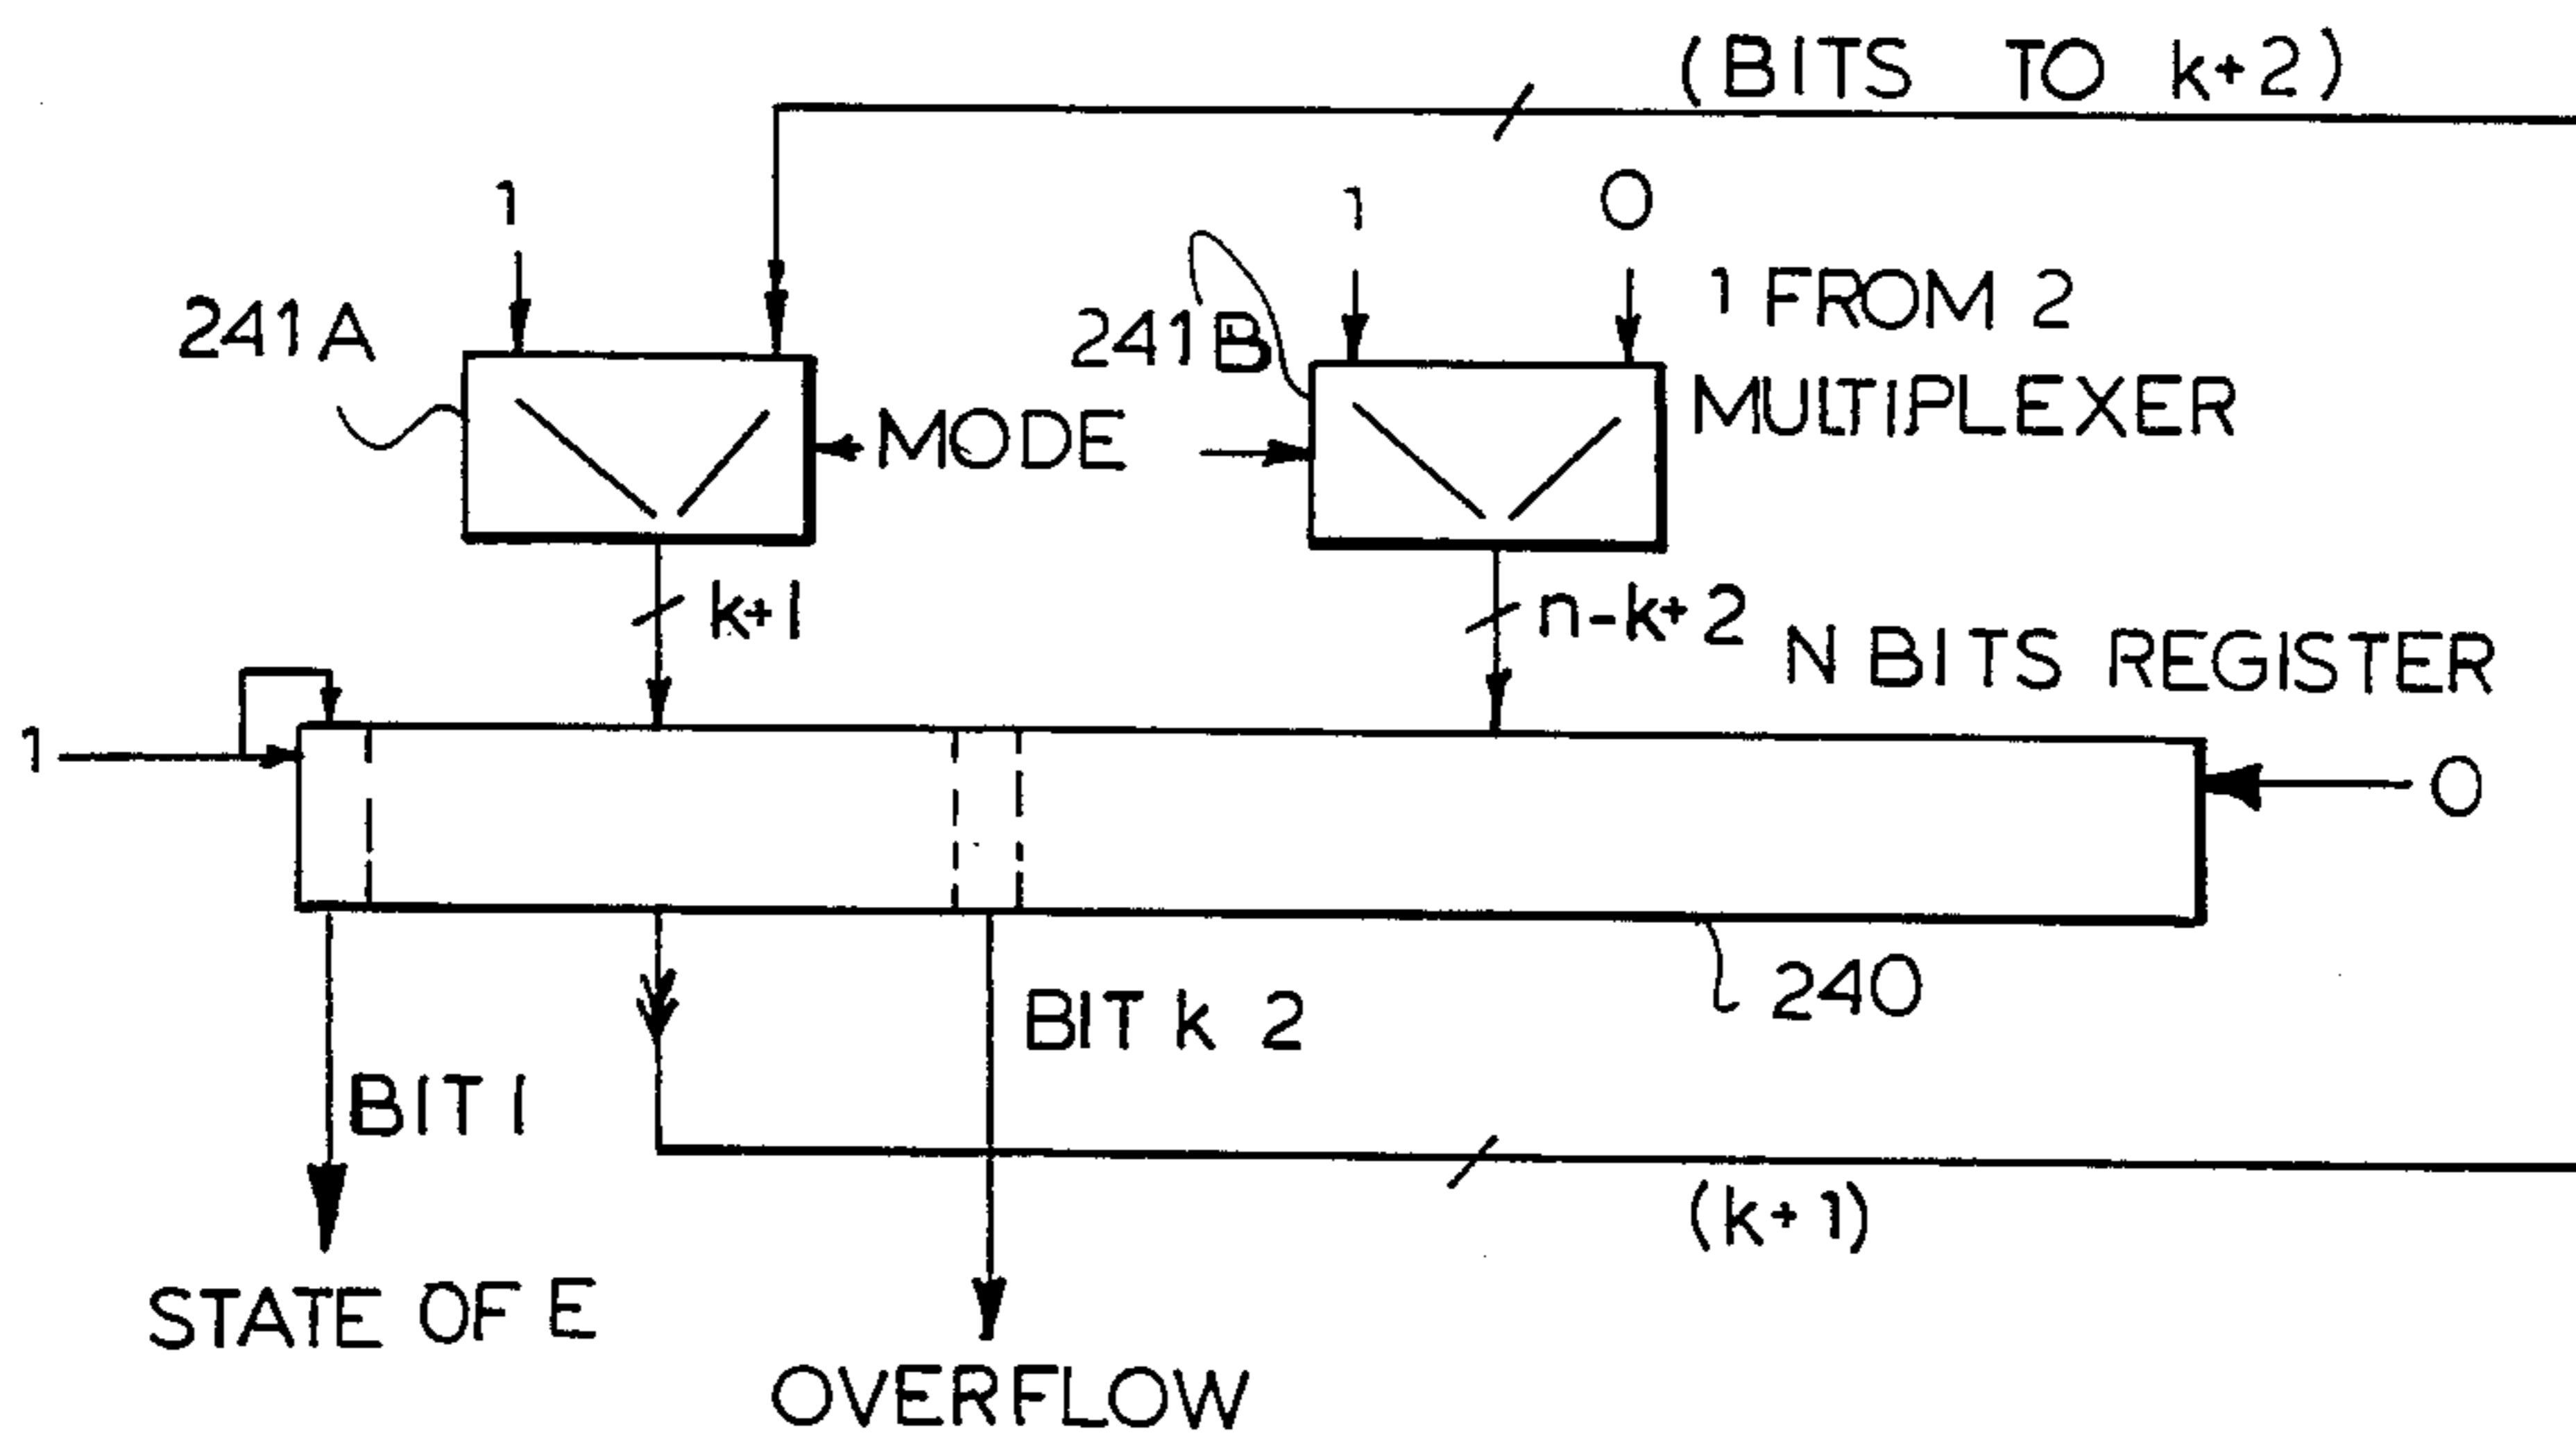 (BITS TO k+2)
1
1
0
241A
241B
1 FROM 2
MULTIPLEXER
MODE
k+1
n-k+2
N BITS REGISTER
1
0
240
BIT k 2
BIT 1
(k+1)
STATE OF E
OVERFLOW